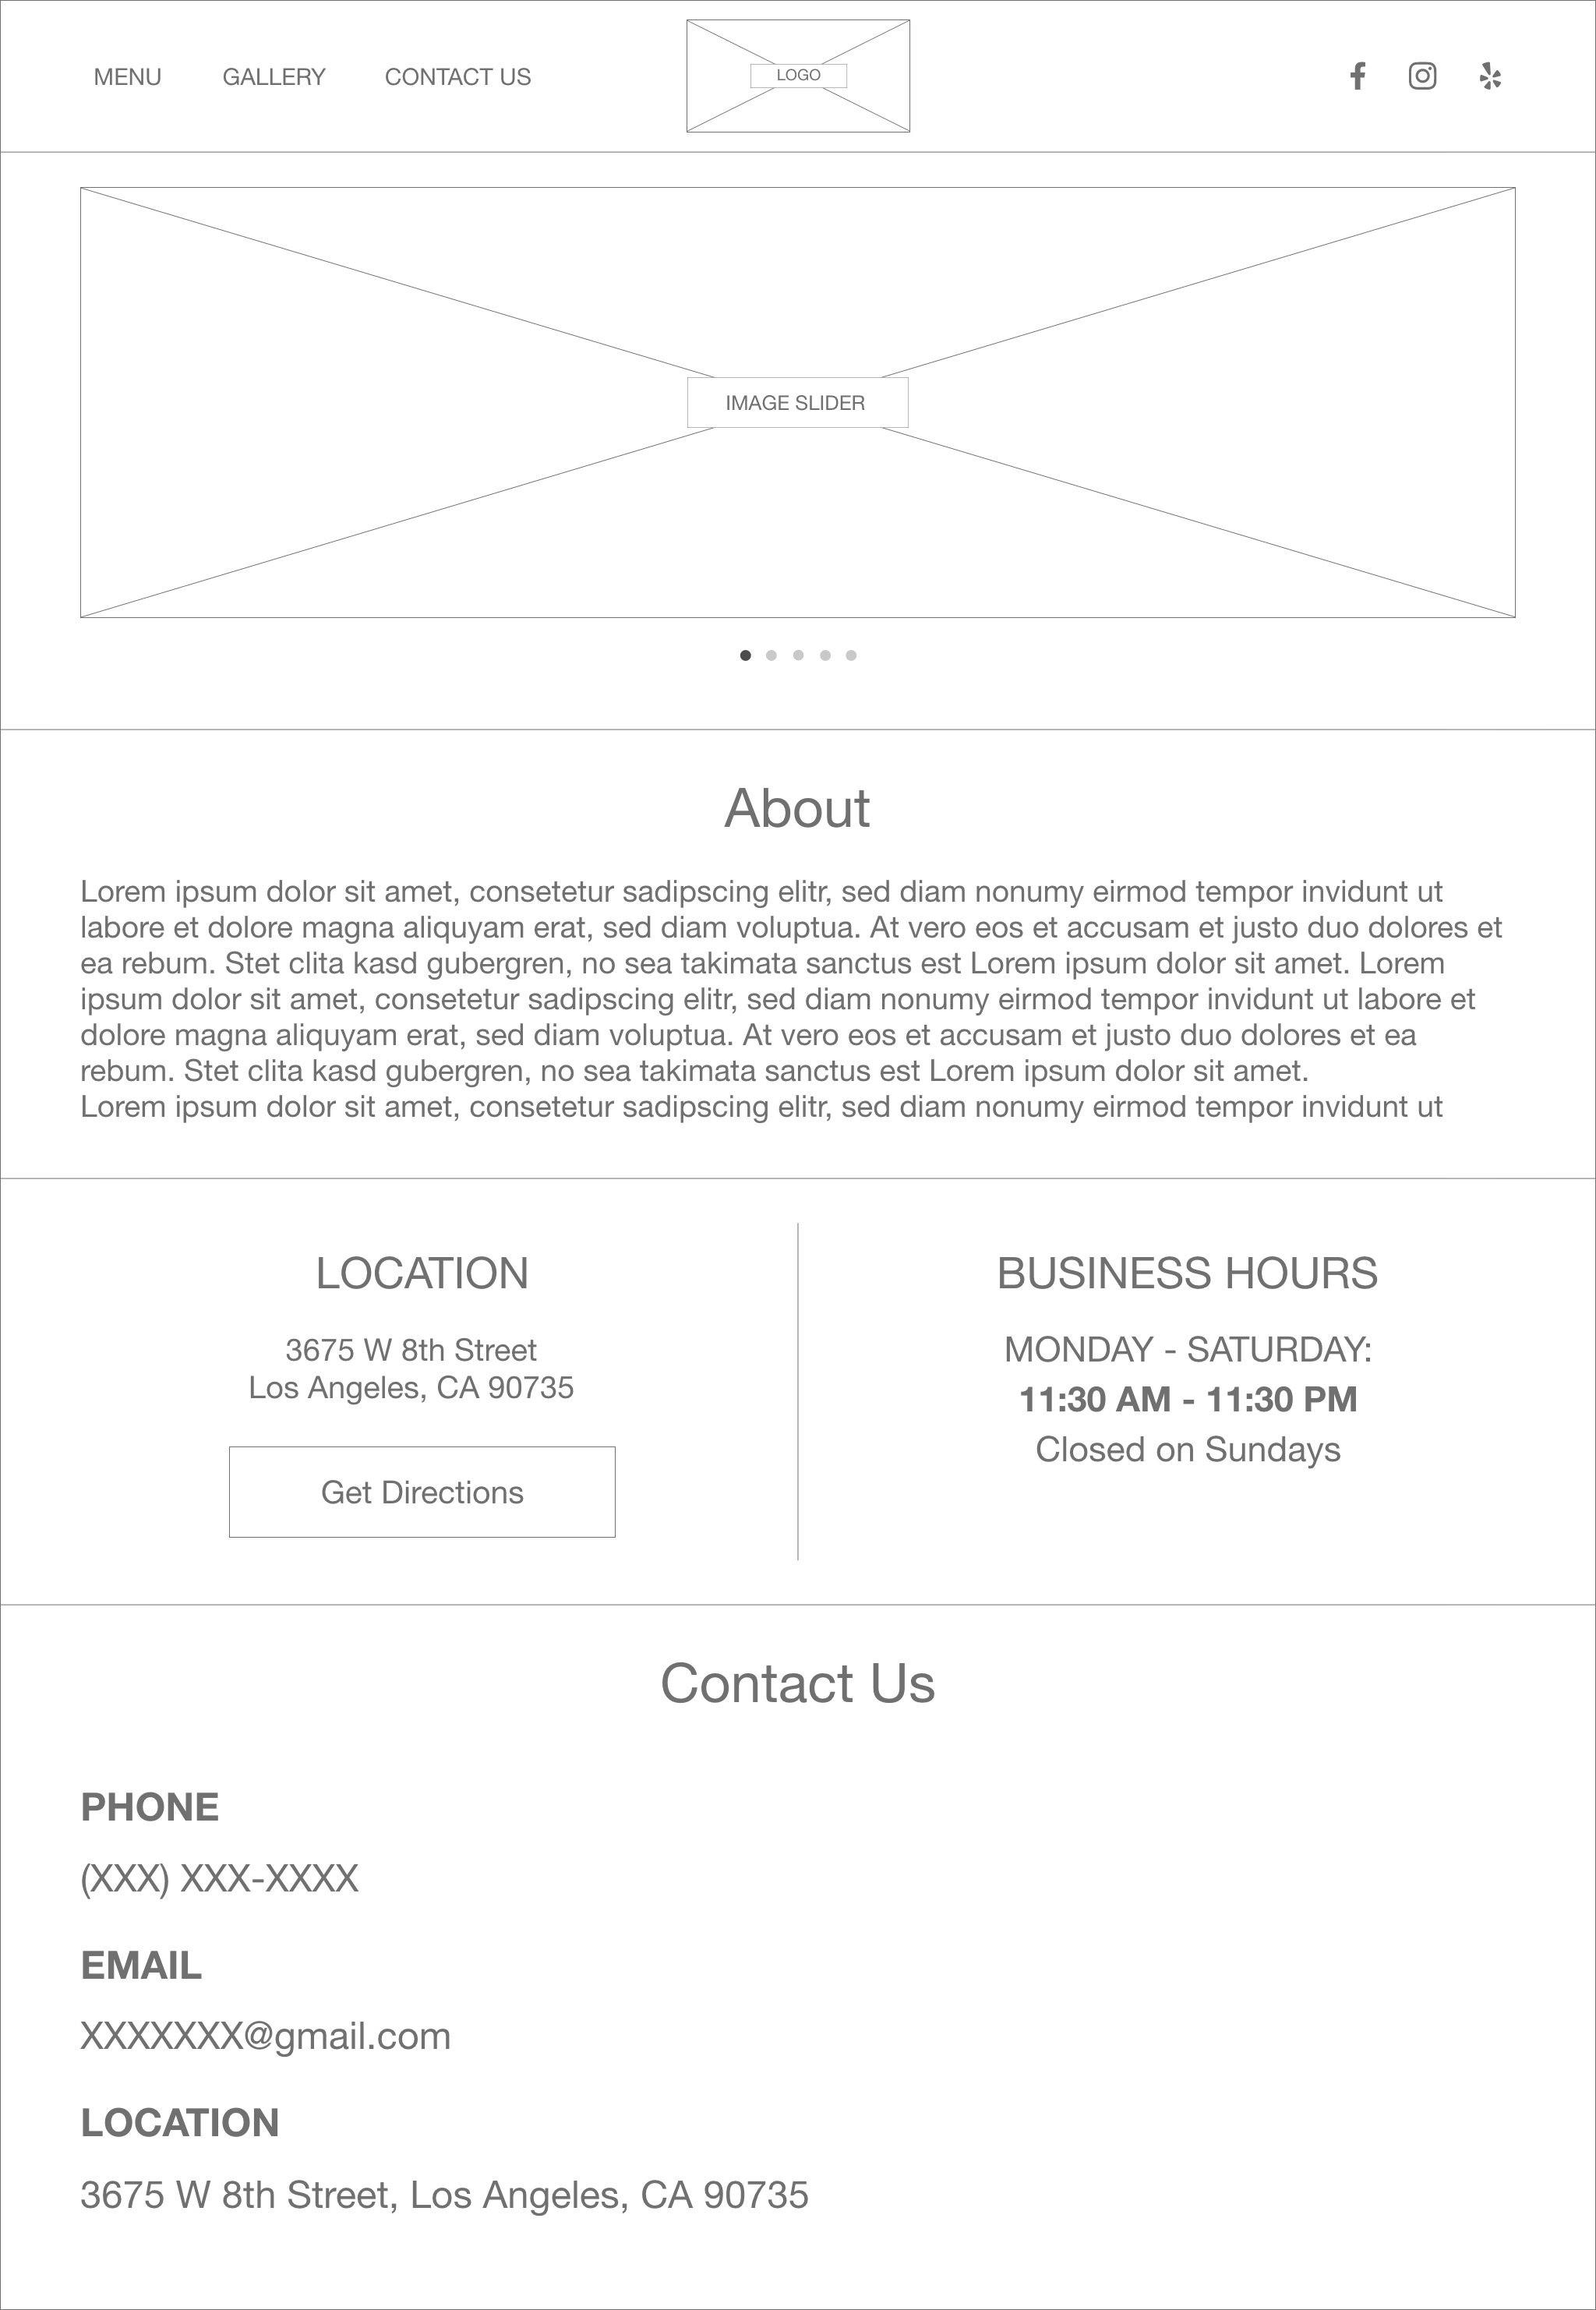 MENU GALLERY CONTACT US LOGO
IMAGE SLIDER
About
Lorem ipsum dolor sit amet, consetetur sadipscing elitr, sed diam nonumy eirmod tempor invidunt ut
labore et dolore magna aliquyam erat, sed diam voluptua. At vero eos et accusam et justo duo dolores et
ea rebum. Stet clita kasd gubergren, no sea takimata sanctus est Lorem ipsum dolor sit amet. Lorem
ipsum dolor sit amet, consetetur sadipscing elitr, sed diam nonumy eirmod tempor invidunt ut labore et
dolore magna aliquyam erat, sed diam voluptua. At vero eos et accusam et justo duo dolores et ea
rebum. Stet clita kasd gubergren, no sea takimata sanctus est Lorem ipsum dolor sit amet.
Lorem ipsum dolor sit amet, consetetur sadipscing elitr, sed diam nonumy eirmod tempor invidunt ut
LOCATION
3675 W 8th Street
Los Angeles, CA 90735
Get Directions
BUSINESS HOURS
MONDAY - SATURDAY:
11:30 AM - 11:30 PM
Closed on Sundays
Contact Us
PHONE
(XXX) XXX-XXXX
EMAIL
XXXXXXX@gmail.com
LOCATION
3675 W 8th Street, Los Angeles, CA 90735